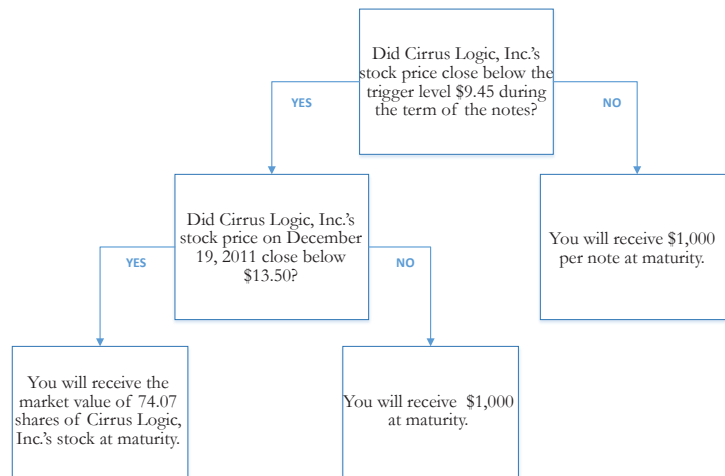 Did Cirrus Logic, Inc.'s
stock price close below the
trigger level $9.45 during
the term of the notes?
YES
NO
Did Cirrus Logic, Inc.'s
stock price on December
19, 2011 close below
$13.50?
You will receive $1,000
per note at maturity.
YES
NO
You will receive the
market value of 74.07
shares of Cirrus Logic,
Inc.'s stock at maturity.
You will receive $1,000
at maturity.